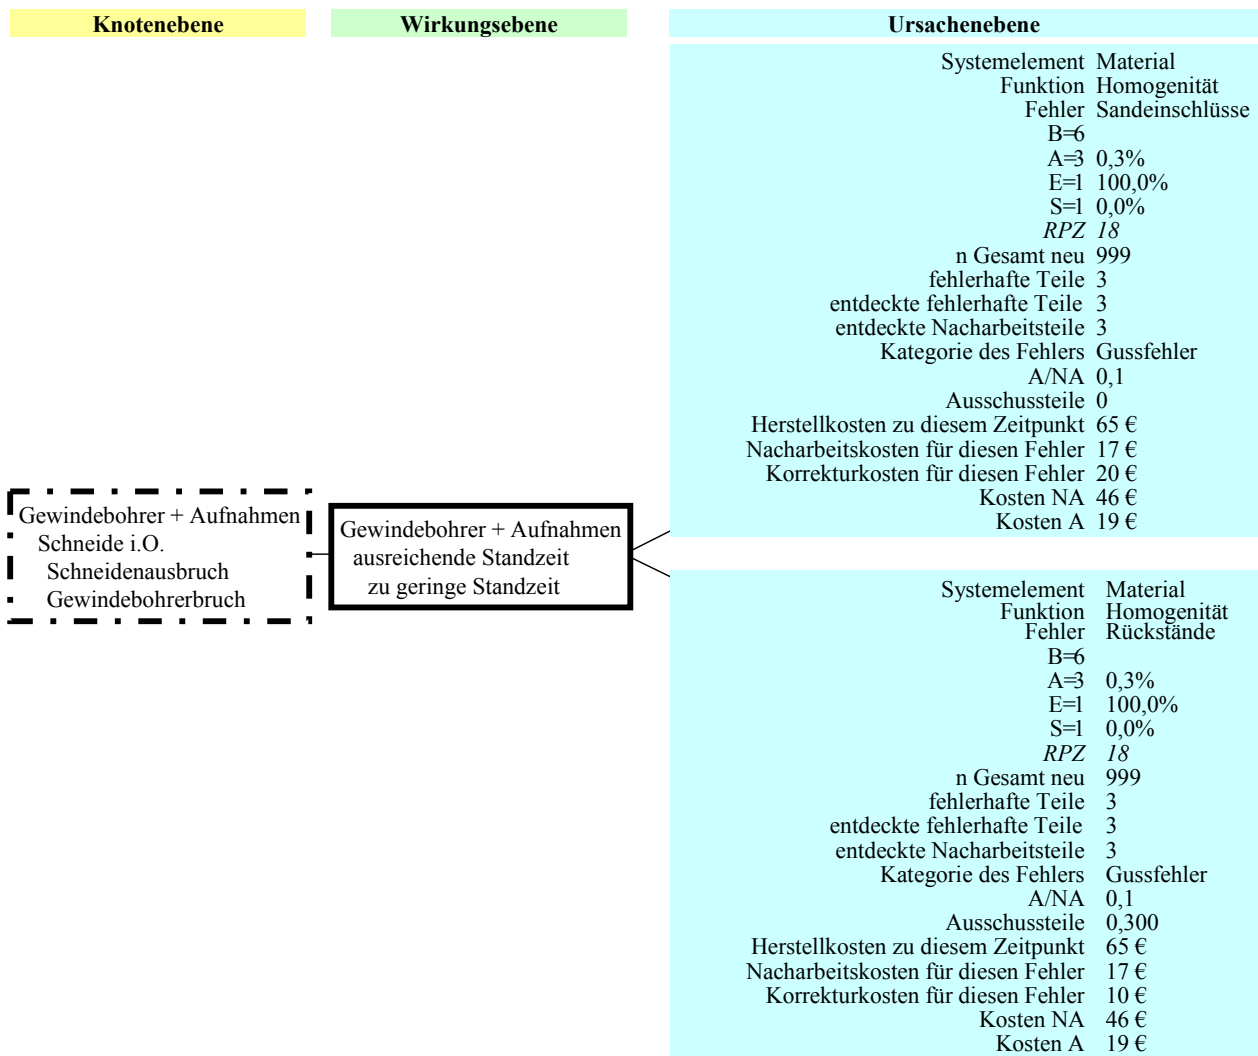 Knotenebene Wirkungsebene Ursachenebene
Systemelement Material
Funktion Homogenität
Fehler Sandeinschlüsse
B=6
A=3 0,3%
E=1 100,0%
S=1 0,0%
RPZ 18
n Gesamt neu 999
fehlerhafte Teile 3
entdeckte fehlerhafte Teile 3
entdeckte Nacharbeitsteile 3
Kategorie des Fehlers Gussfehler
A/NA 0,1
Ausschussteile 0
Herstellkosten zu diesem Zeitpunkt 65 €
Nacharbeitskosten für diesen Fehler 17 €
Korrekturkosten für diesen Fehler 20 €
Kosten NA 46 €
Kosten A 19 €
Gewindebohrer + Aufnahmen
Schneide i.O.
Schneidenausbruch
Gewindebohrerbruch
Gewindebohrer + Aufnahmen
ausreichende Standzeit
zu geringe Standzeit
Systemelement Material
Funktion Homogenität
Fehler Rückstände
B=6
A=3 0,3%
E=1 100,0%
S=1 0,0%
RPZ 18
n Gesamt neu 999
fehlerhafte Teile 3
entdeckte fehlerhafte Teile 3
entdeckte Nacharbeitsteile 3
Kategorie des Fehlers Gussfehler
A/NA 0,1
Ausschussteile 0,300
Herstellkosten zu diesem Zeitpunkt 65 €
Nacharbeitskosten für diesen Fehler 17 €
Korrekturkosten für diesen Fehler 10 €
Kosten NA 46 €
Kosten A 19 €